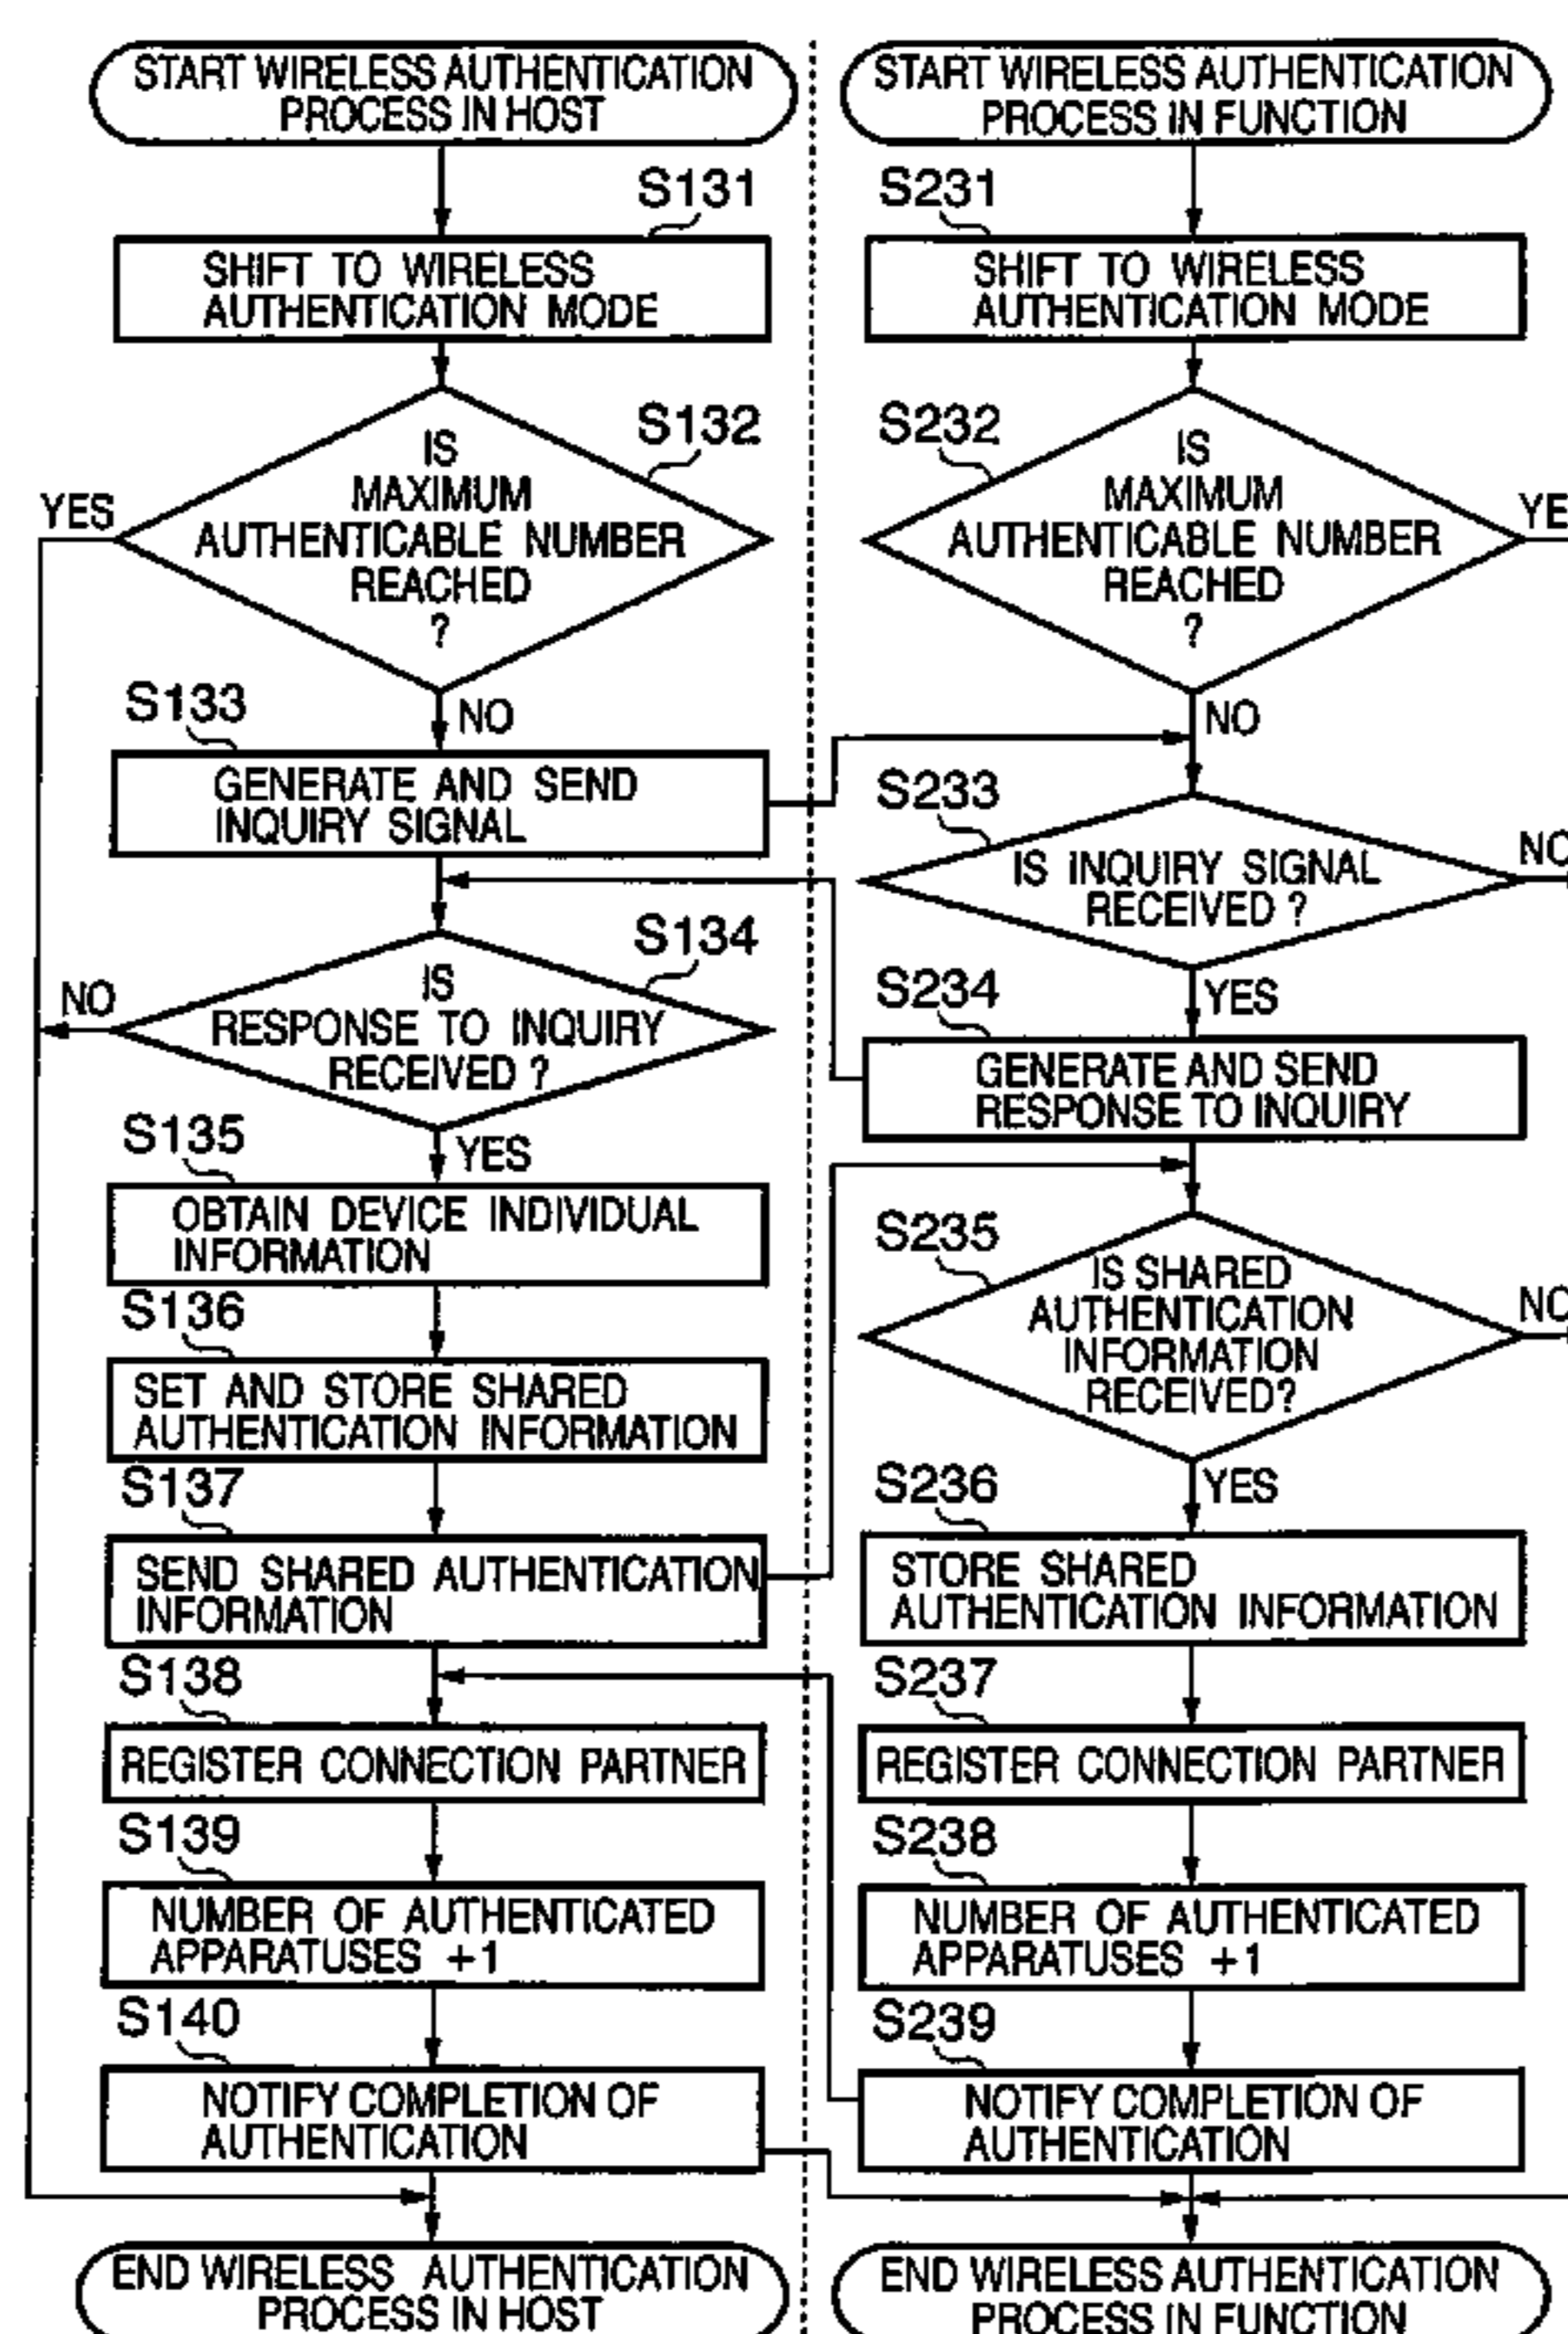 START WIRELESS AUTHENTICATION
PROCESS IN HOST
S131
SHIFT TO WIRELESS
AUTHENTICATION MODE
S132
IS
MAXIMUM
AUTHENTICABLE NUMBER
REACHED
?
YES
NO
S133
GENERATE AND SEND
INQUIRY SIGNAL
S134
IS
RESPONSE TO INQUIRY
RECEIVED ?
NO
YES
S135
OBTAIN DEVICE INDIVIDUAL
INFORMATION
S136
SET AND STORE SHARED
AUTHENTICATION INFORMATION
S137
SEND SHARED AUTHENTICATION
INFORMATION
S138
REGISTER CONNECTION PARTNER
S139
NUMBER OF AUTHENTICATED
APPARATUSES +1
S140
NOTIFY COMPLETION OF
AUTHENTICATION
END WIRELESS AUTHENTICATION
PROCESS IN HOST
START WIRELESS AUTHENTICATION
PROCESS IN FUNCTION
S231
SHIFT TO WIRELESS
AUTHENTICATION MODE
S232
IS
MAXIMUM
AUTHENTICABLE NUMBER
REACHED
?
YE
NO
S233
IS INQUIRY SIGNAL
RECEIVED ?
NO
YES
S234
GENERATE AND SEND
RESPONSE TO INQUIRY
S235
IS SHARED
AUTHENTICATION
INFORMATION
RECEIVED?
NO
YES
S236
STORE SHARED
AUTHENTICATION INFORMATION
S237
REGISTER CONNECTION PARTNER
S238
NUMBER OF AUTHENTICATED
APPARATUSES +1
S239
NOTIFY COMPLETION OF
AUTHENTICATION
END WIRELESS AUTHENTICATION
PROCESS IN FUNCTION